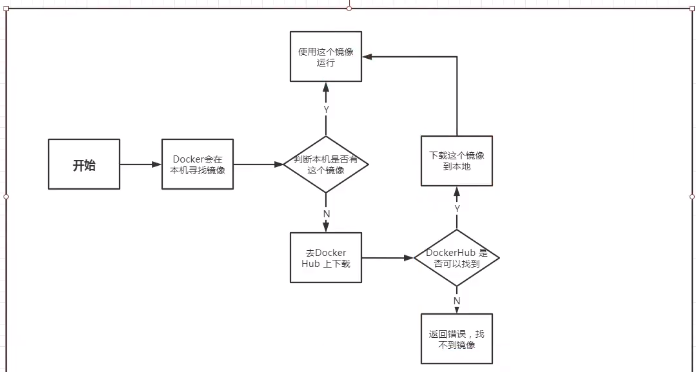 使用这个镜像
运行
Y
开始
Docker会在
本机寻找镜像
判断本机是否有
这个镜像
下载这个镜像
到本地
N
Y
去Docker
Hub 上下载
DockerHub 是
否可以找到
N
返回错误，找
不到镜像